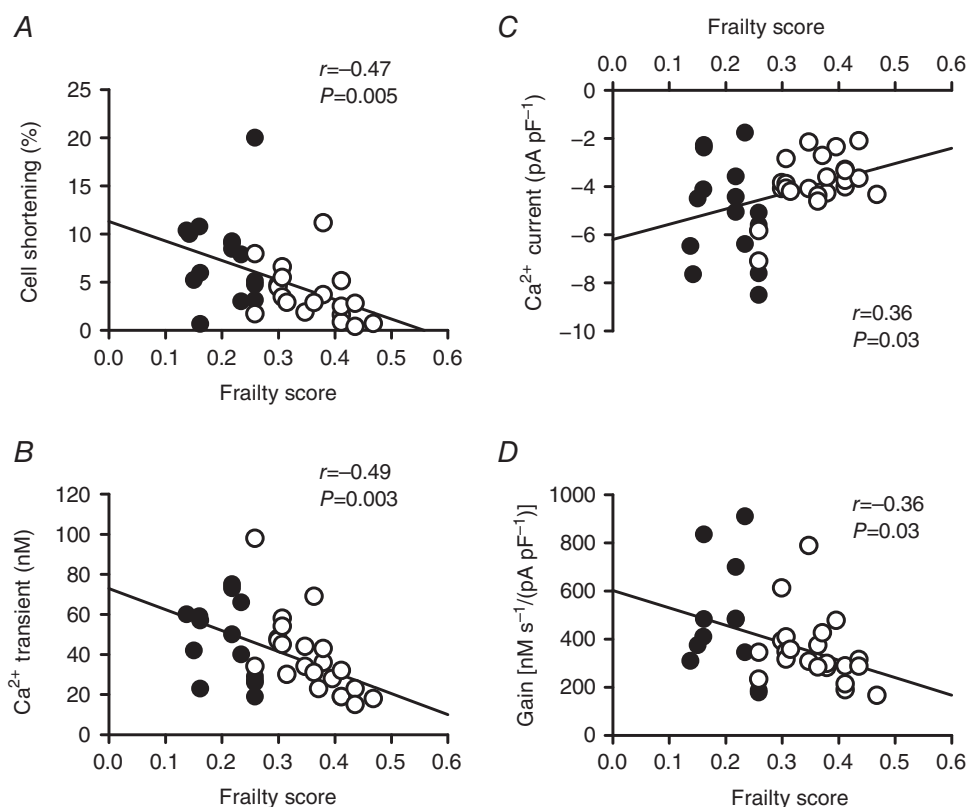 A
r=–0.47
P=0.005
25
20
15
10
5
0
Cell shortening (%)
0.0 0.1 0.2 0.3 0.4 0.5 0.6
Frailty score
C
Frailty score
0.0 0.1 0.2 0.3 0.4 0.5 0.6
0
−2
−4
−6
−8
−10
Ca²⁺ current (pA pF⁻¹)
r=0.36
P=0.03
B
r=–0.49
P=0.003
120
100
80
60
40
20
0
Ca²⁺ transient (nM)
0.0 0.1 0.2 0.3 0.4 0.5 0.6
Frailty score
D
r=–0.36
P=0.03
1000
800
600
400
200
0
Gain [nM s⁻¹/(pA pF⁻¹)]
0.0 0.1 0.2 0.3 0.4 0.5 0.6
Frailty score